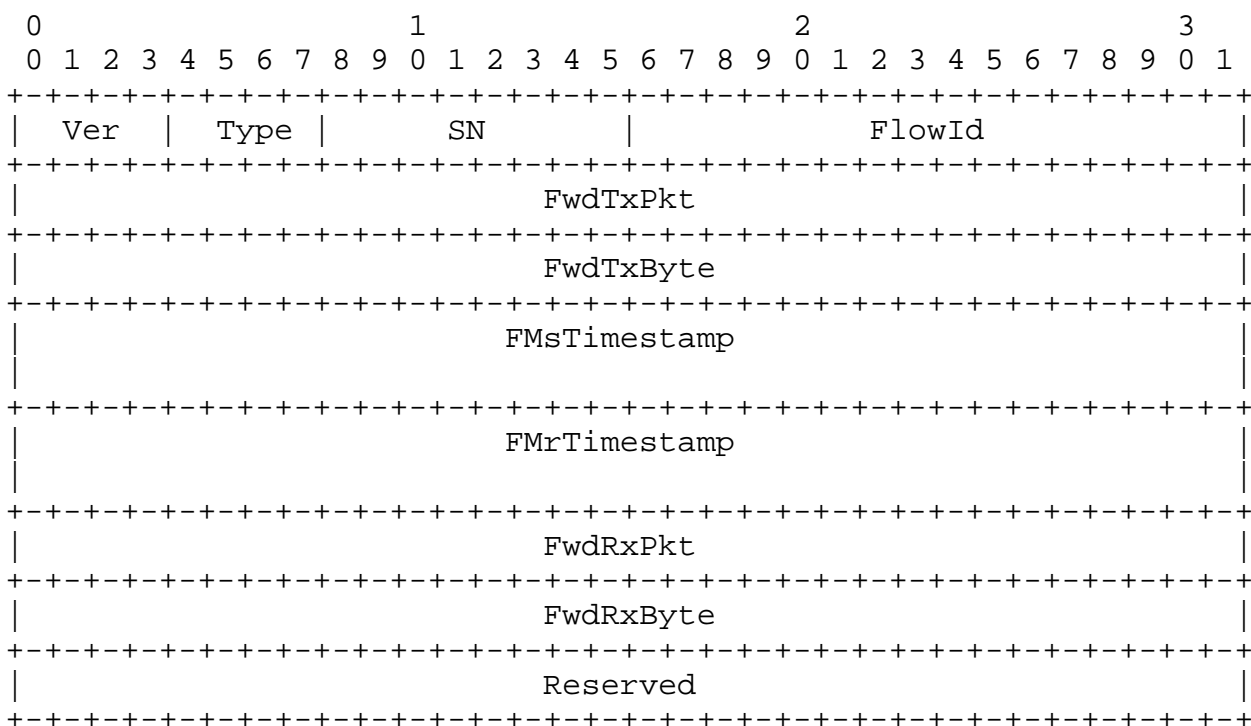 0                   1                   2                   3
0 1 2 3 4 5 6 7 8 9 0 1 2 3 4 5 6 7 8 9 0 1 2 3 4 5 6 7 8 9 0 1
+-+-+-+-+-+-+-+-+-+-+-+-+-+-+-+-+-+-+-+-+-+-+-+-+-+-+-+-+-+-+-+-+
|  Ver  |  Type |      SN       |            FlowId             |
+-+-+-+-+-+-+-+-+-+-+-+-+-+-+-+-+-+-+-+-+-+-+-+-+-+-+-+-+-+-+-+-+
|                           FwdTxPkt                            |
+-+-+-+-+-+-+-+-+-+-+-+-+-+-+-+-+-+-+-+-+-+-+-+-+-+-+-+-+-+-+-+-+
|                           FwdTxByte                           |
+-+-+-+-+-+-+-+-+-+-+-+-+-+-+-+-+-+-+-+-+-+-+-+-+-+-+-+-+-+-+-+-+
|                         FMsTimestamp                          |
|                                                               |
+-+-+-+-+-+-+-+-+-+-+-+-+-+-+-+-+-+-+-+-+-+-+-+-+-+-+-+-+-+-+-+-+
|                         FMrTimestamp                          |
|                                                               |
+-+-+-+-+-+-+-+-+-+-+-+-+-+-+-+-+-+-+-+-+-+-+-+-+-+-+-+-+-+-+-+-+
|                           FwdRxPkt                            |
+-+-+-+-+-+-+-+-+-+-+-+-+-+-+-+-+-+-+-+-+-+-+-+-+-+-+-+-+-+-+-+-+
|                           FwdRxByte                           |
+-+-+-+-+-+-+-+-+-+-+-+-+-+-+-+-+-+-+-+-+-+-+-+-+-+-+-+-+-+-+-+-+
|                           Reserved                            |
+-+-+-+-+-+-+-+-+-+-+-+-+-+-+-+-+-+-+-+-+-+-+-+-+-+-+-+-+-+-+-+-+